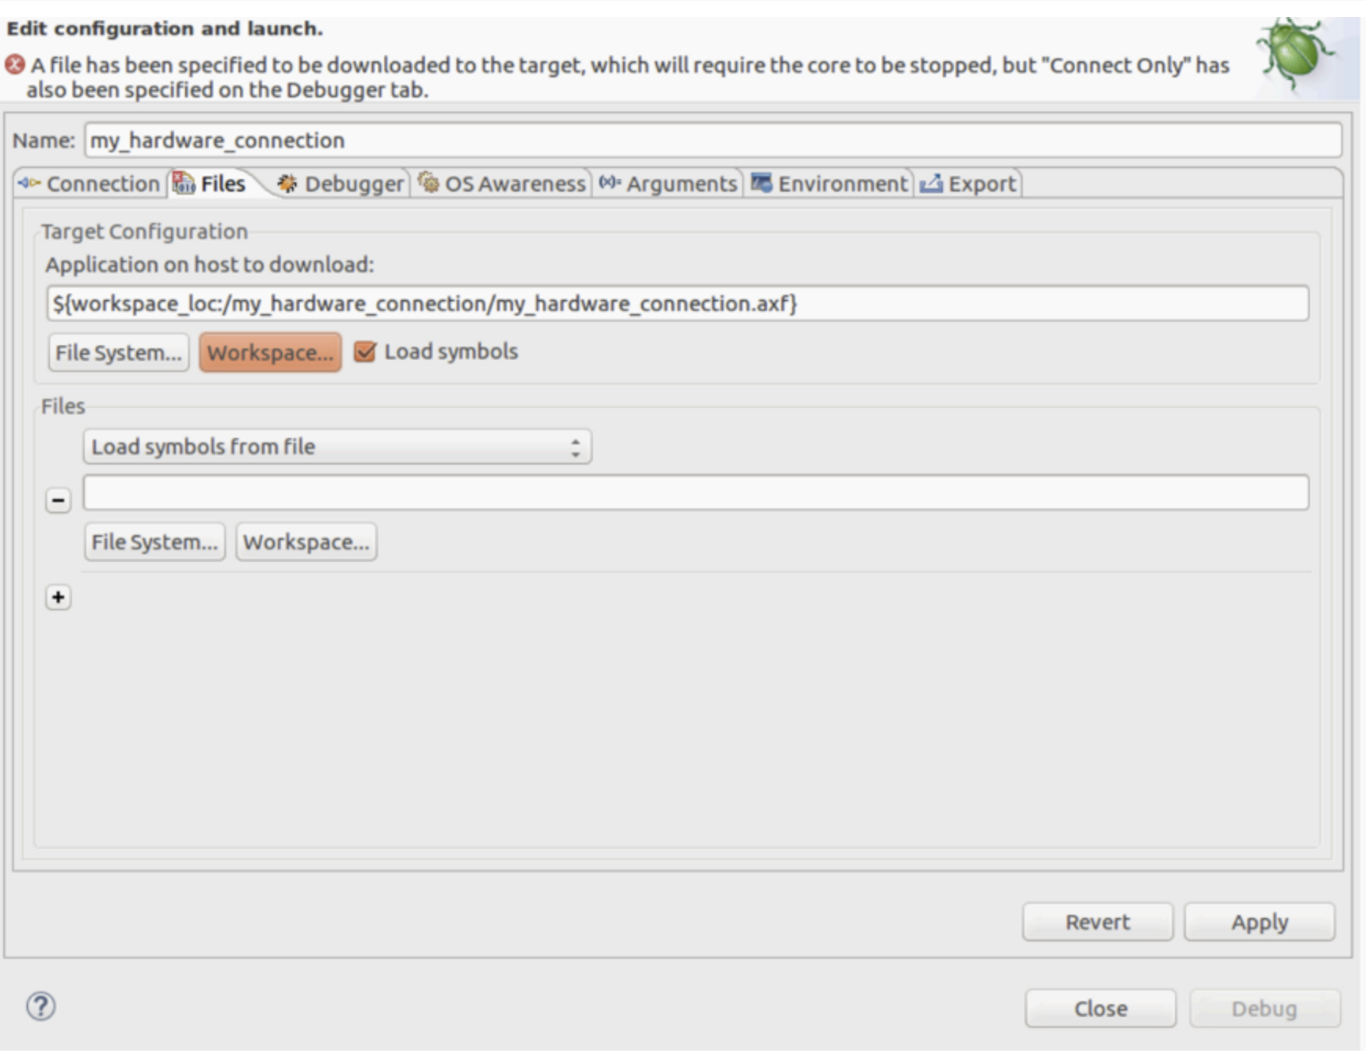 Edit configuration and launch.
A file has been specified to be downloaded to the target, which will require the core to be stopped, but "Connect Only" has
also been specified on the Debugger tab.
Name: my_hardware_connection
Connection Files Debugger OS Awareness Arguments Environment Export
Target Configuration
Application on host to download:
${workspace_loc:/my_hardware_connection/my_hardware_connection.axf}
File System... Workspace... Load symbols
Files
Load symbols from file
File System... Workspace...
Revert Apply
Close Debug